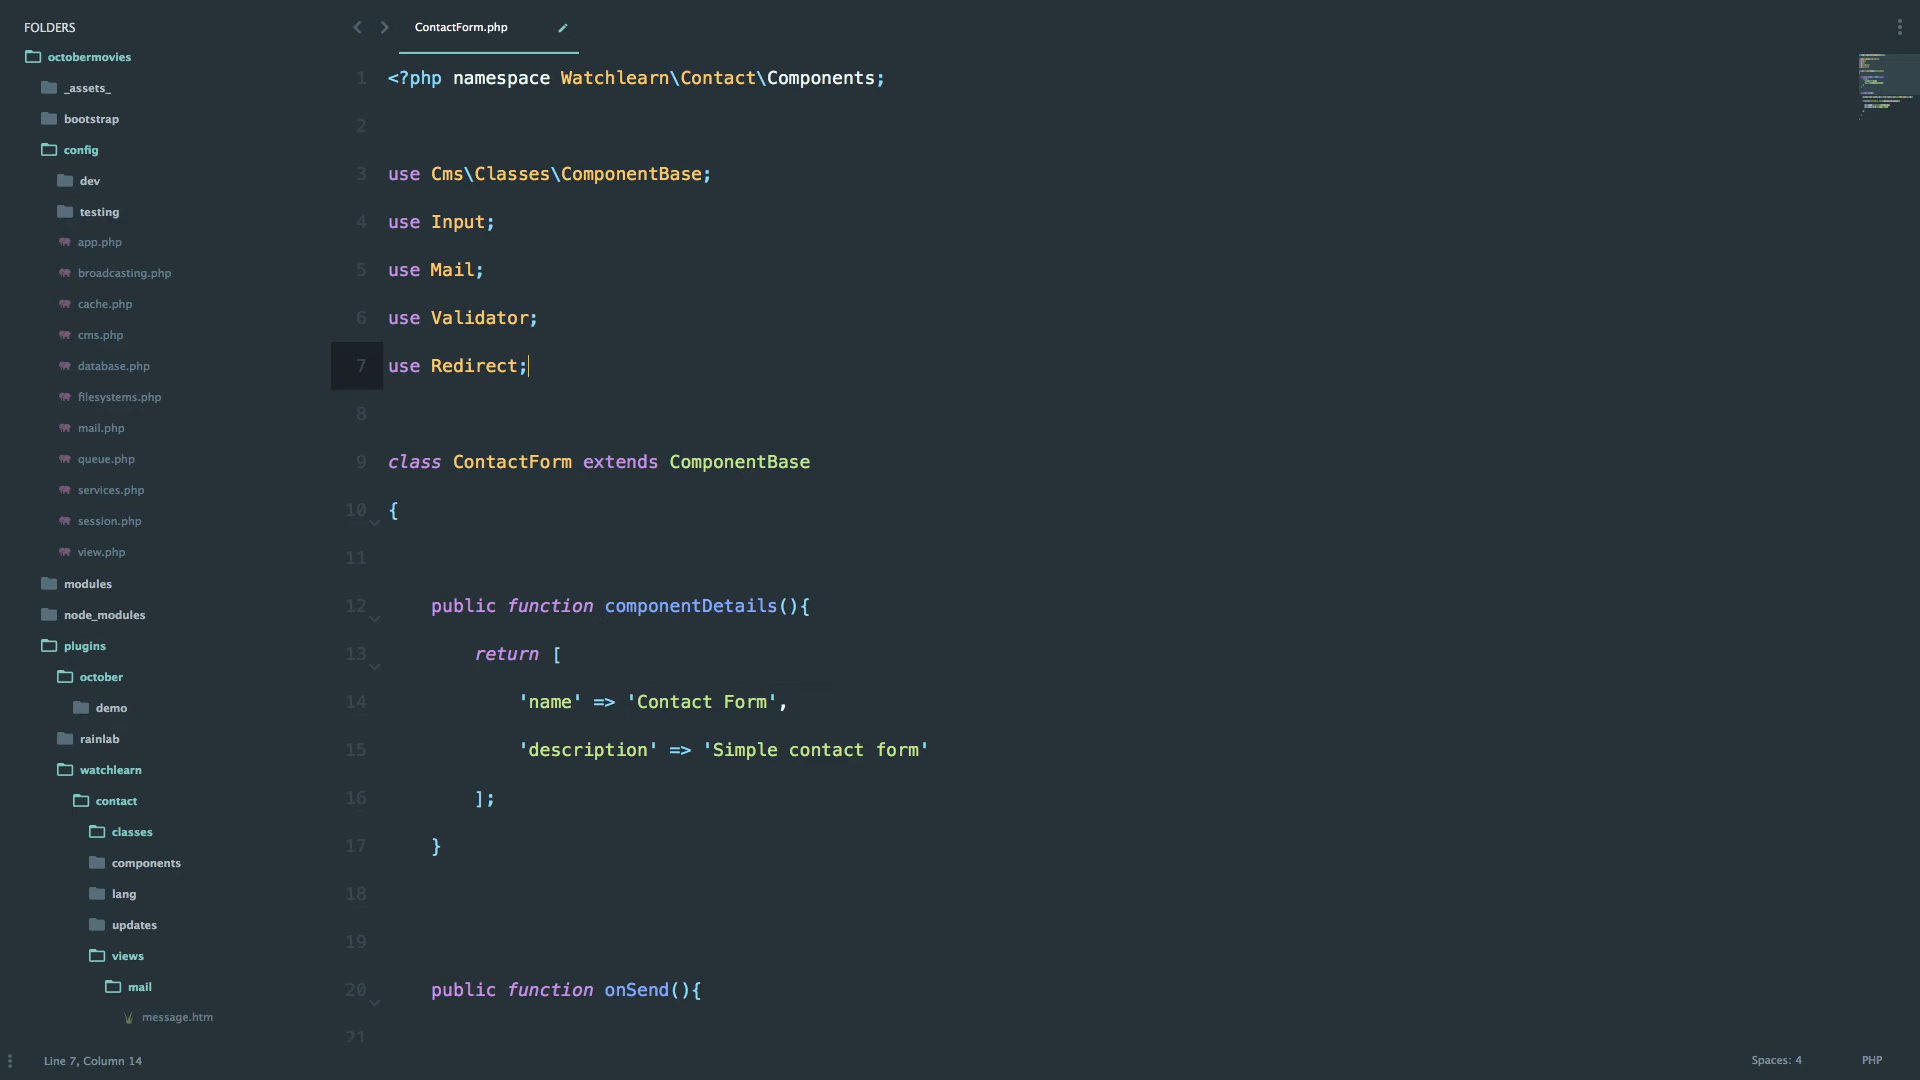 FOLDERS
octobermovies
_assets_
bootstrap
config
dev
testing
app.php
broadcasting.php
cache.php
cms.php
database.php
filesystems.php
mail.php
queue.php
services.php
session.php
view.php
modules
node_modules
plugins
october
demo
rainlab
watchlearn
contact
classes
components
lang
updates
views
mail
message.htm
ContactForm.php
1 <?php namespace Watchlearn\Contact\Components;
2
3 use Cms\Classes\ComponentBase;
4 use Input;
5 use Mail;
6 use Validator;
7 use Redirect;
8
9 class ContactForm extends ComponentBase
10 {
11
12 public function componentDetails(){
13 return [
14 'name' => 'Contact Form',
15 'description' => 'Simple contact form'
16 ];
17 }
18
19
20 public function onSend(){
21
Line 7, Column 14
Spaces: 4
PHP